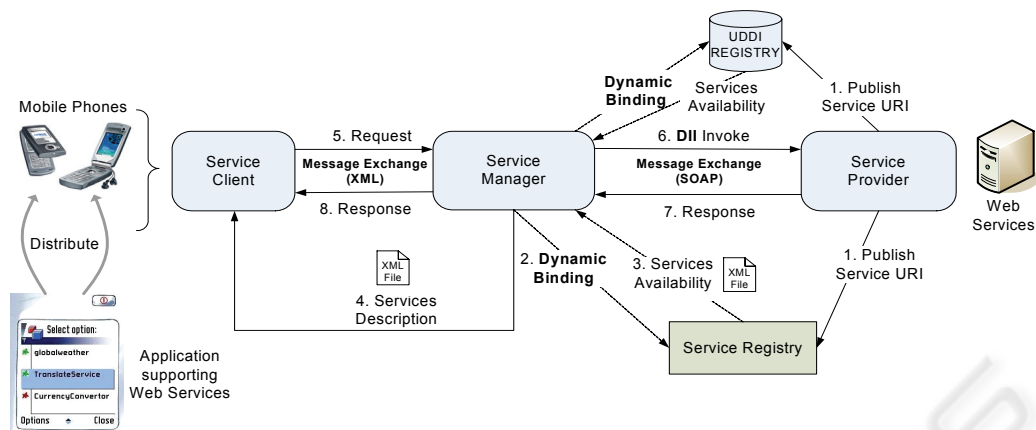 UDDI
REGISTRY
Dynamic
Binding
Services
Availability
1. Publish
Service URI
Mobile Phones
Service
Client
5. Request
Message Exchange
(XML)
8. Response
Service
Manager
6. DII Invoke
Message Exchange
(SOAP)
7. Response
Service
Provider
Web
Services
Distribute
XML
File
4. Services
Description
2. Dynamic
Binding
3. Services
Availability
XML
File
1. Publish
Service URI
Service Registry
Select option:
globalweather
TranslateService
CurrencyConvertor
Options
Close
Application
supporting
Web Services